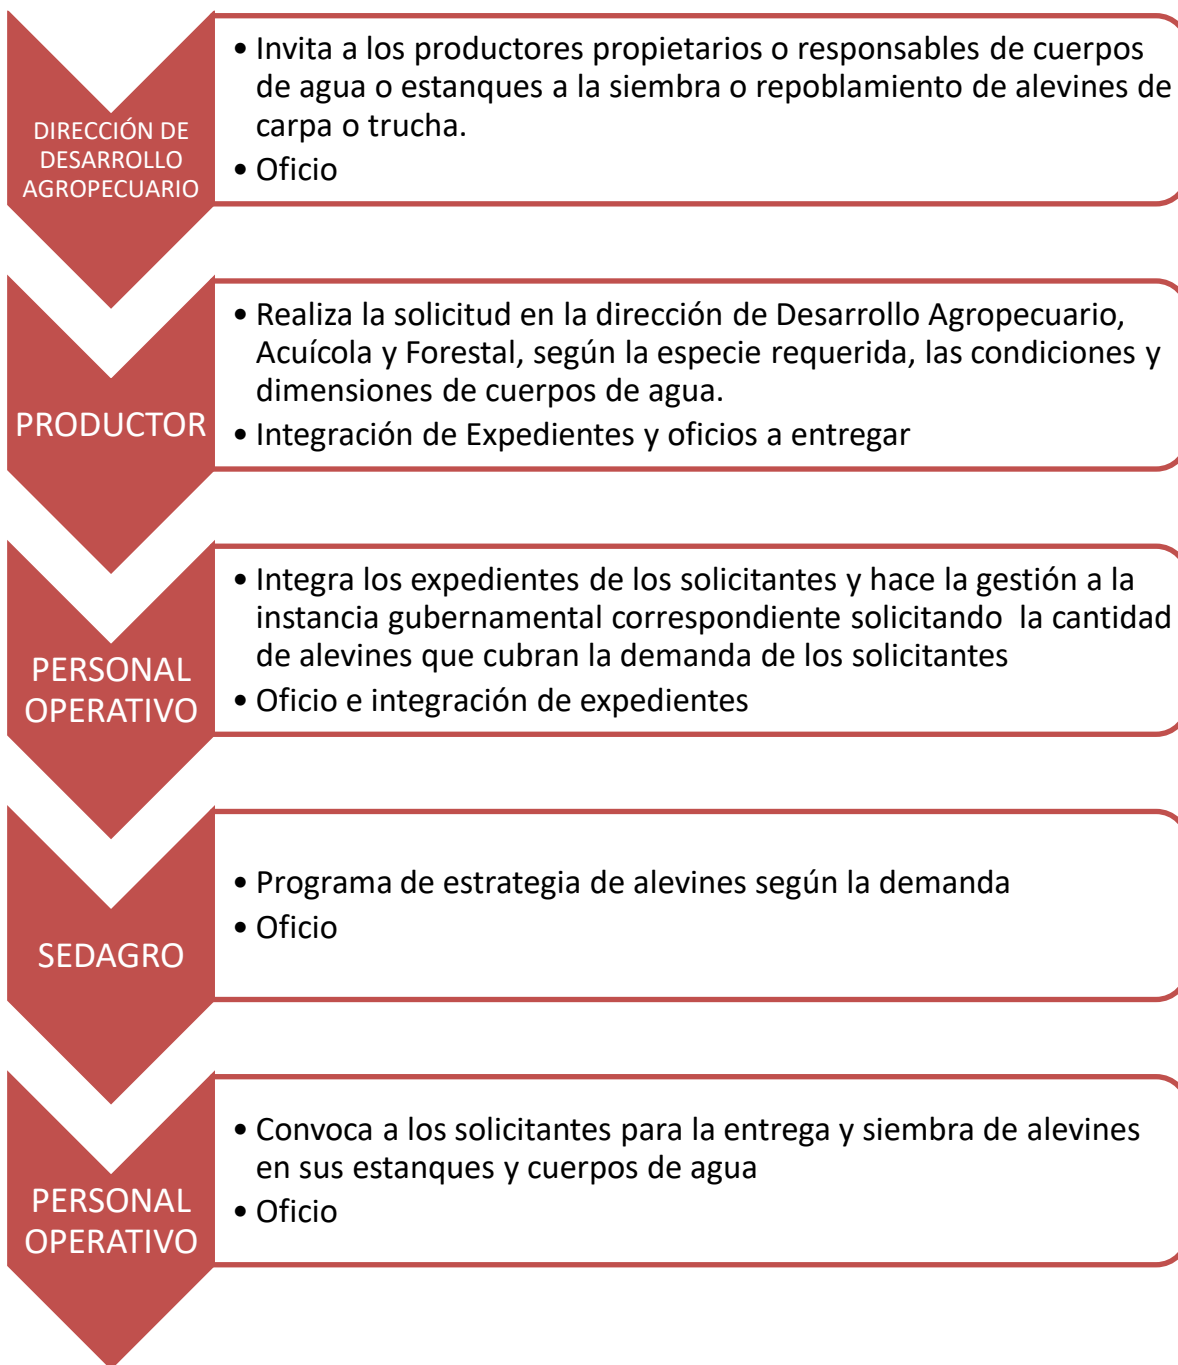 DIRECCIÓN DE
DESARROLLO
AGROPECUARIO
• Invita a los productores propietarios o responsables de cuerpos
de agua o estanques a la siembra o repoblamiento de alevines de
carpa o trucha.
• Oficio
PRODUCTOR
• Realiza la solicitud en la dirección de Desarrollo Agropecuario,
Acuícola y Forestal, según la especie requerida, las condiciones y
dimensiones de cuerpos de agua.
• Integración de Expedientes y oficios a entregar
PERSONAL
OPERATIVO
• Integra los expedientes de los solicitantes y hace la gestión a la
instancia gubernamental correspondiente solicitando  la cantidad
de alevines que cubran la demanda de los solicitantes
• Oficio e integración de expedientes
SEDAGRO
• Programa de estrategia de alevines según la demanda
• Oficio
PERSONAL
OPERATIVO
• Convoca a los solicitantes para la entrega y siembra de alevines
en sus estanques y cuerpos de agua
• Oficio